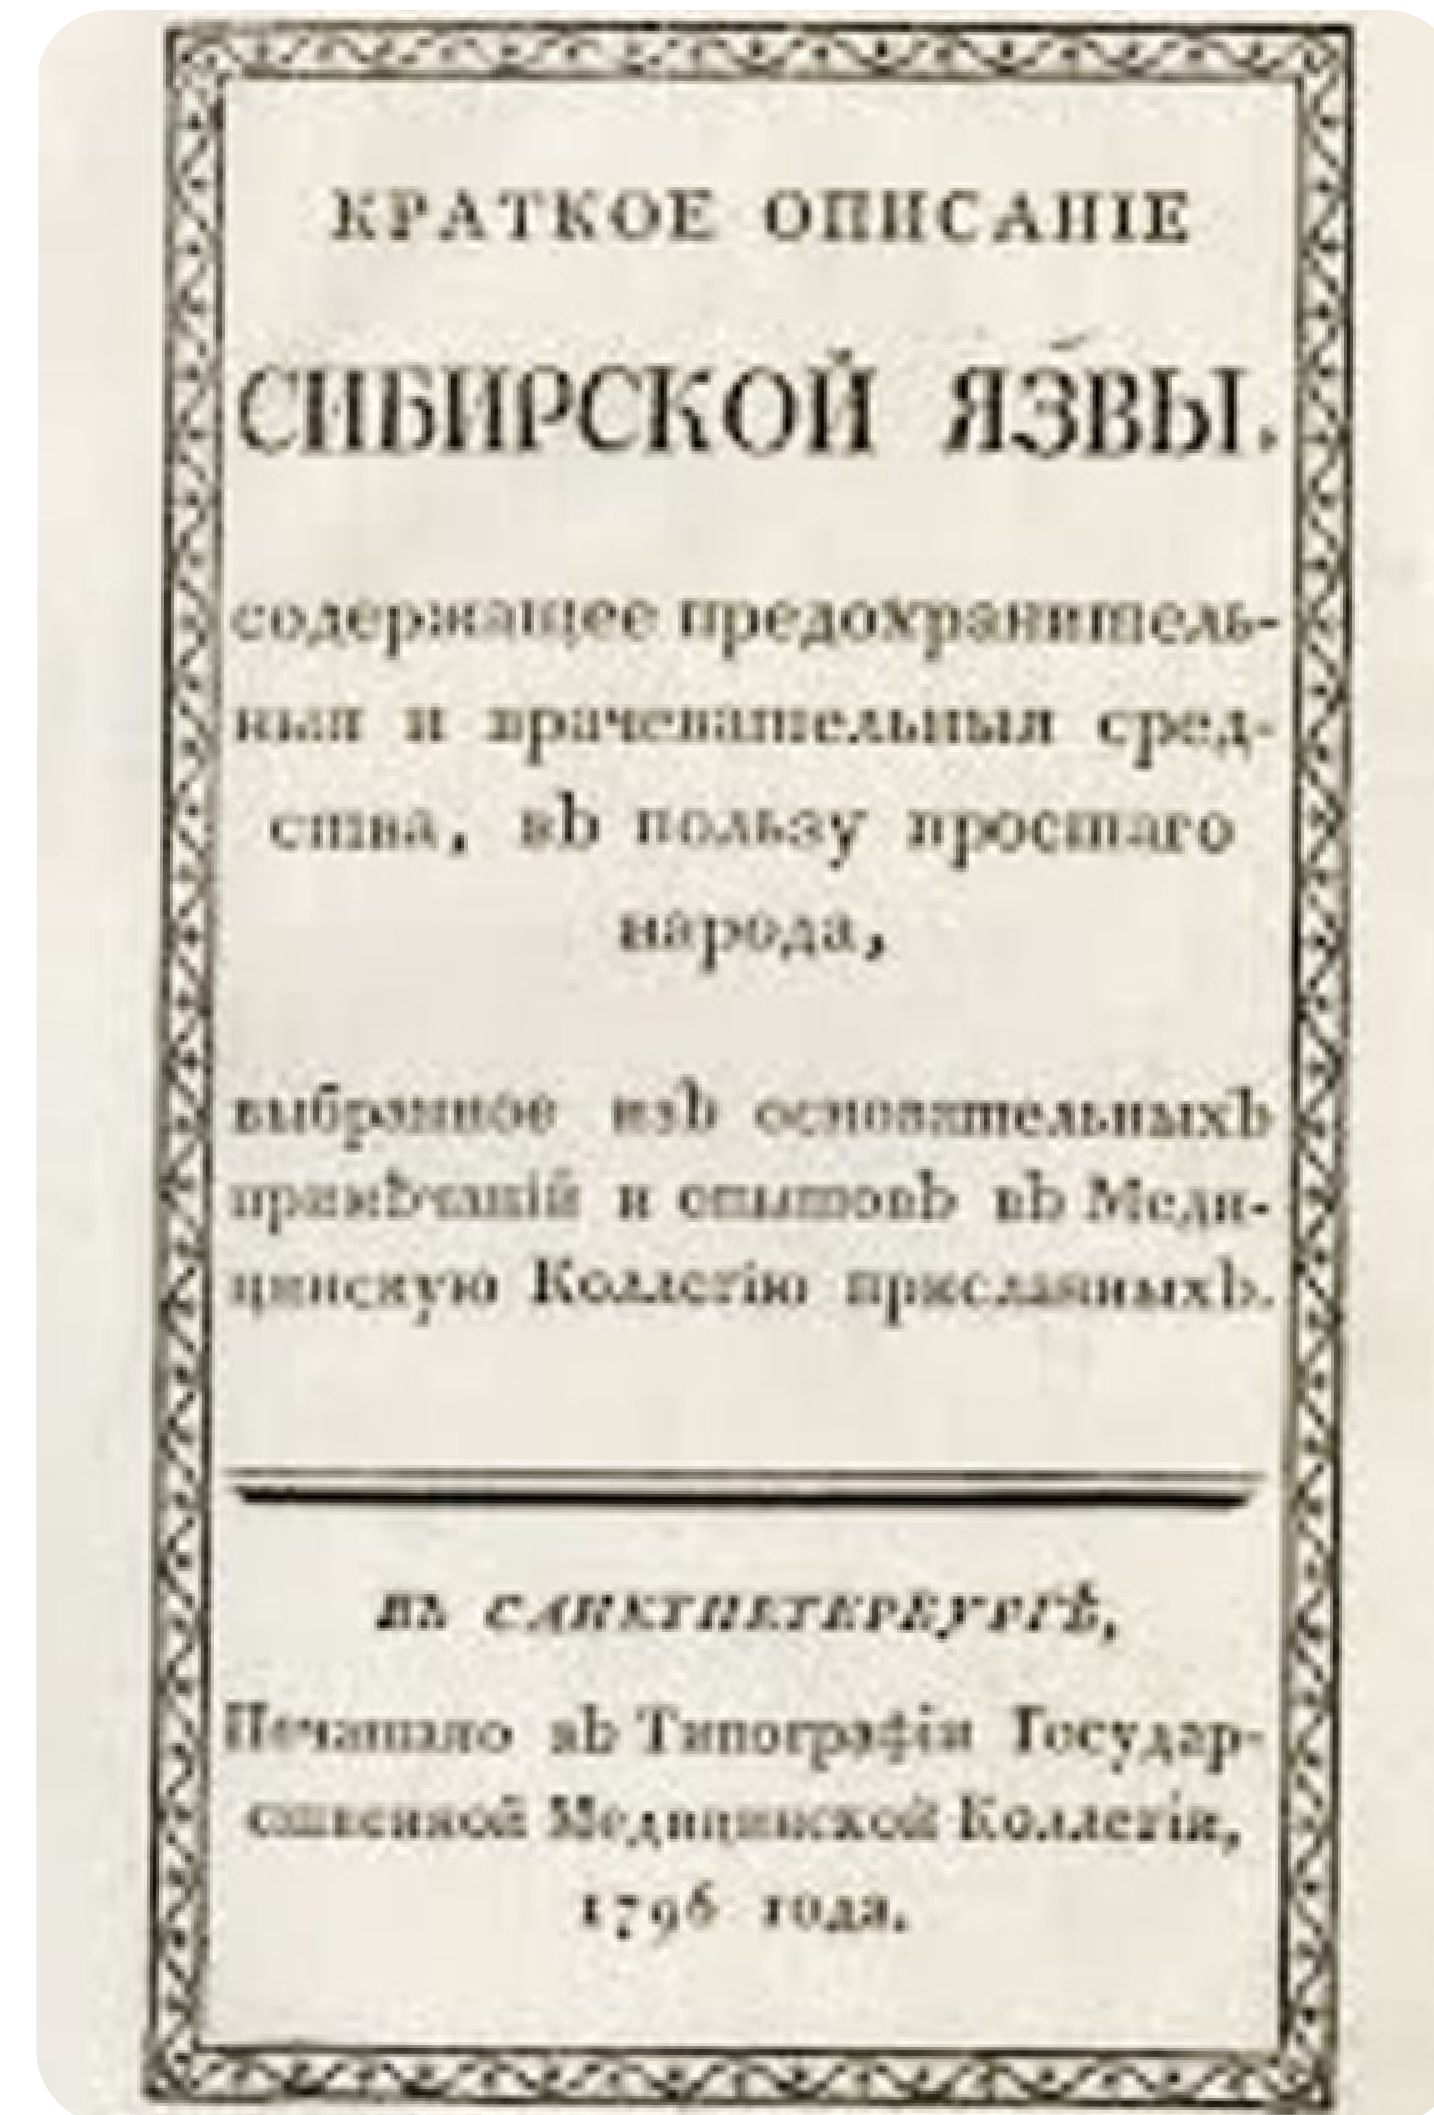 КРАТКОЕ ОПИСАНІЕ
СИБИРСКОЙ ЯЗВЫ,
содержащее предохранитель-
ныя и врачевательныя сред-
ства, въ пользу простаго
народа,
выбранное изъ основательныхъ
примѣчаній и опытовъ въ Меди-
цинскую Коллегію присланныхъ.
ВЪ САНКТПЕТЕРБУРГѢ,
Печатано въ Типографіи Государ-
ственной Медицинской Коллегіи,
1796 года.